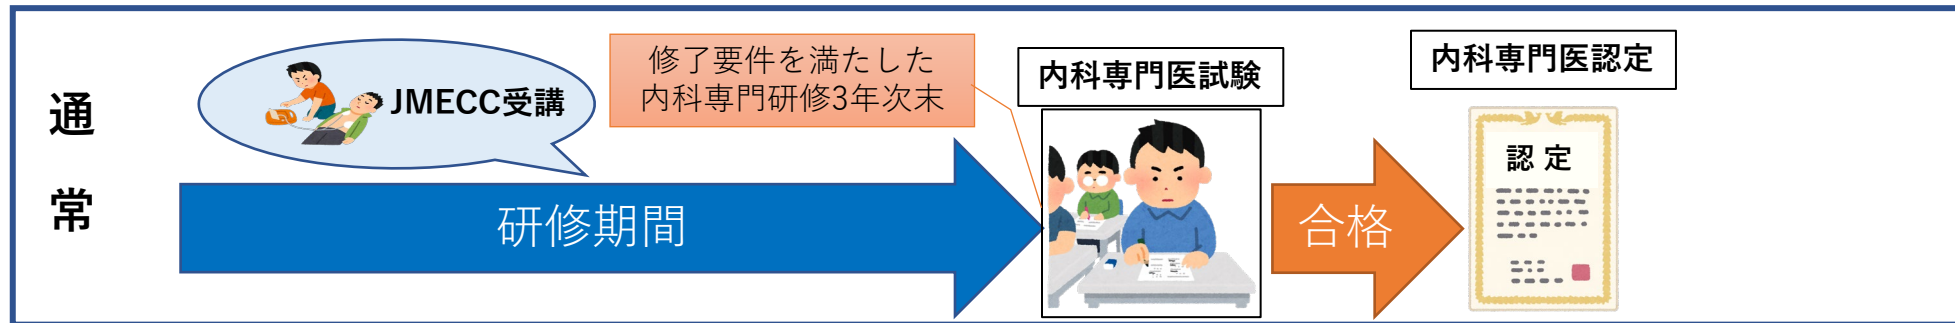 通常
JMECC受講
修了要件を満たした
内科専門研修3年次末
研修期間
内科専門医試験
合格
内科専門医認定
認定